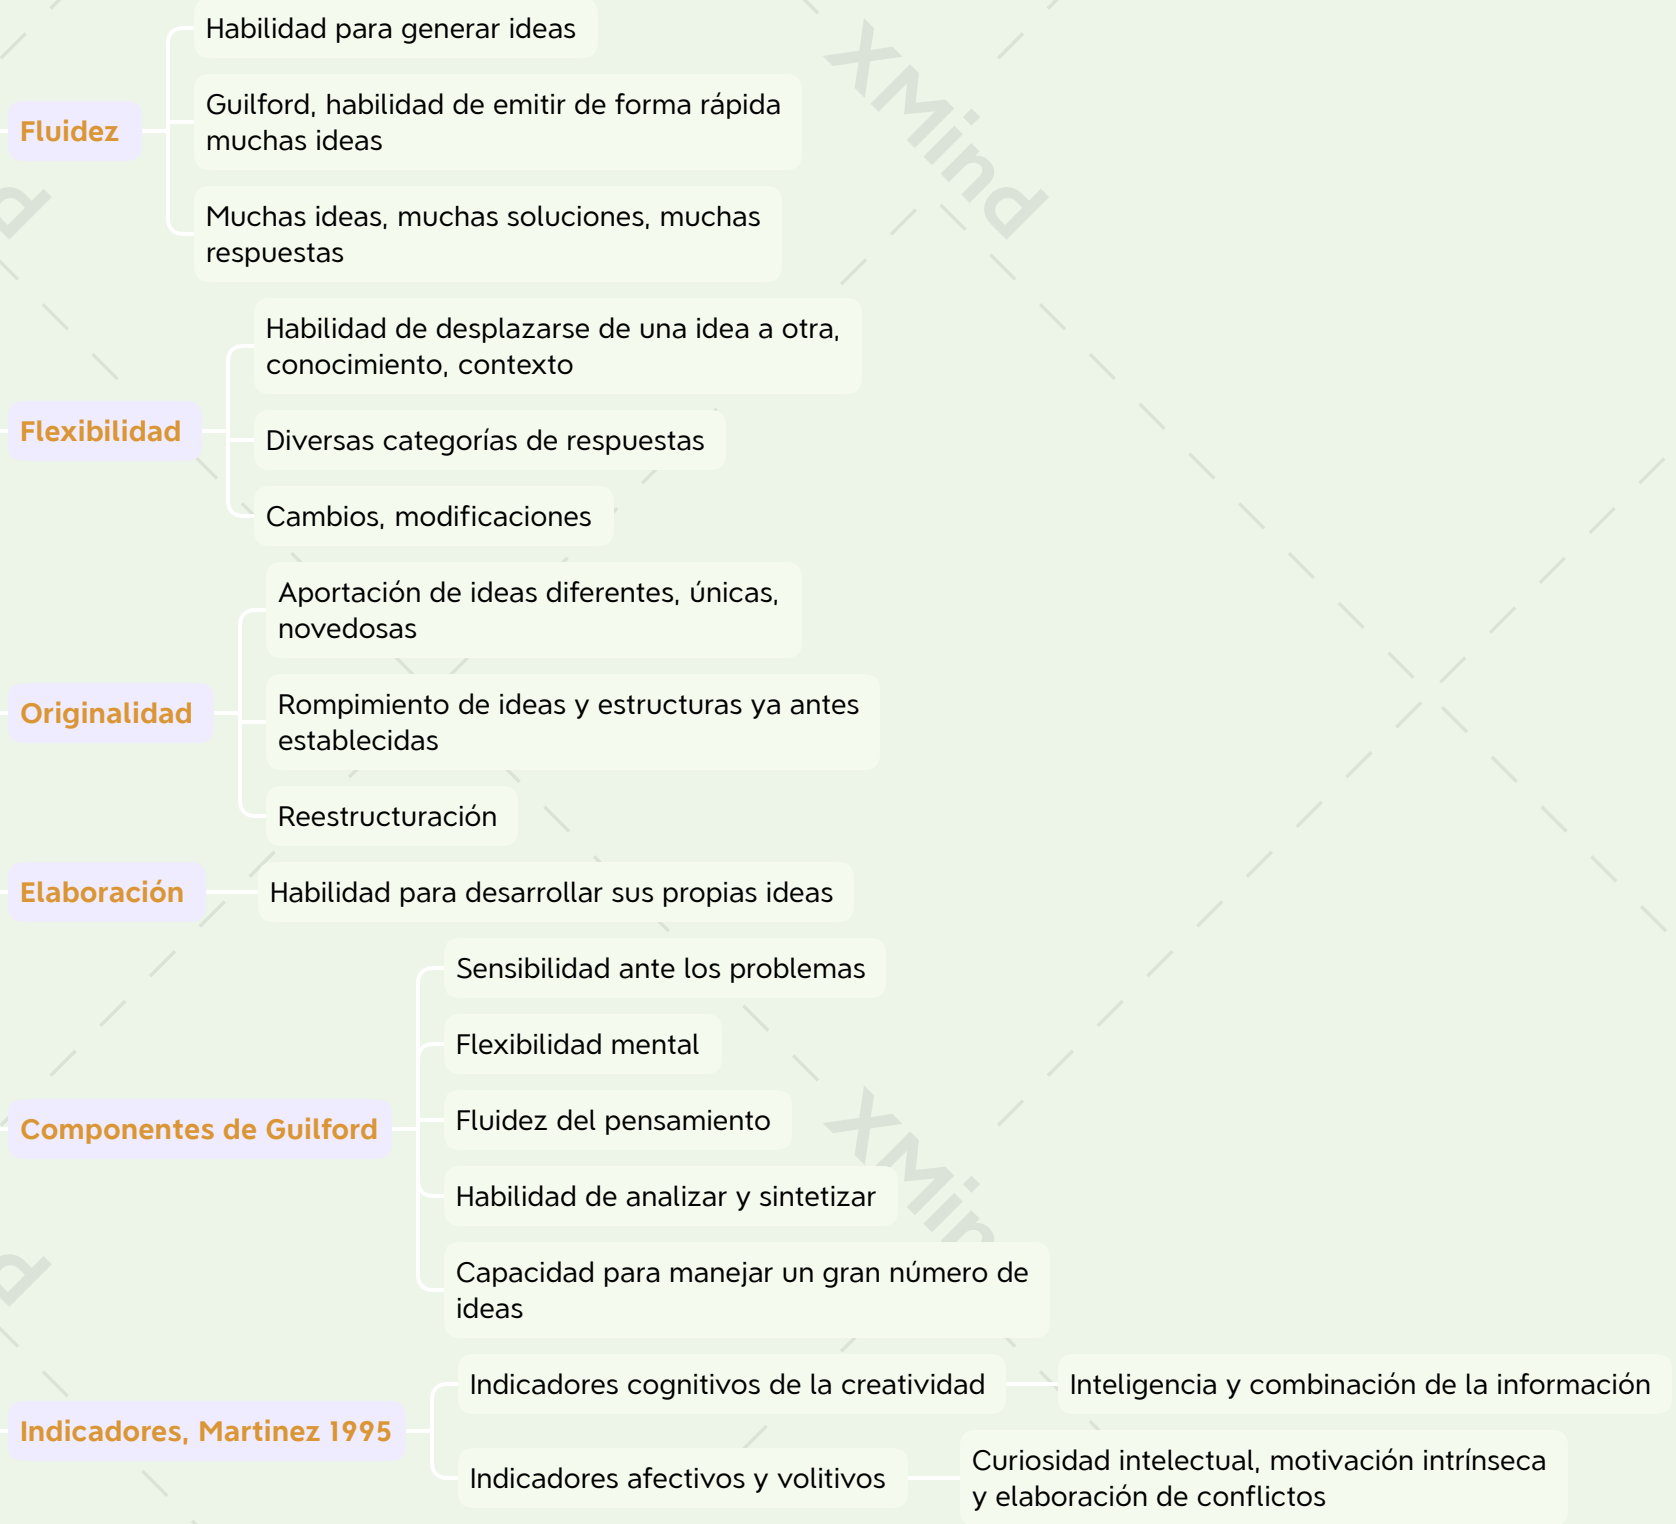 Fluidez
Habilidad para generar ideas
Guilford, habilidad de emitir de forma rápida
muchas ideas
Muchas ideas, muchas soluciones, muchas
respuestas
Flexibilidad
Habilidad de desplazarse de una idea a otra,
conocimiento, contexto
Diversas categorías de respuestas
Cambios, modificaciones
Originalidad
Aportación de ideas diferentes, únicas,
novedosas
Rompimiento de ideas y estructuras ya antes
establecidas
Reestructuración
Elaboración
Habilidad para desarrollar sus propias ideas
Componentes de Guilford
Sensibilidad ante los problemas
Flexibilidad mental
Fluidez del pensamiento
Habilidad de analizar y sintetizar
Capacidad para manejar un gran número de
ideas
Indicadores, Martinez 1995
Indicadores cognitivos de la creatividad
Inteligencia y combinación de la información
Indicadores afectivos y volitivos
Curiosidad intelectual, motivación intrínseca
y elaboración de conflictos
XMind
XMin
d
d